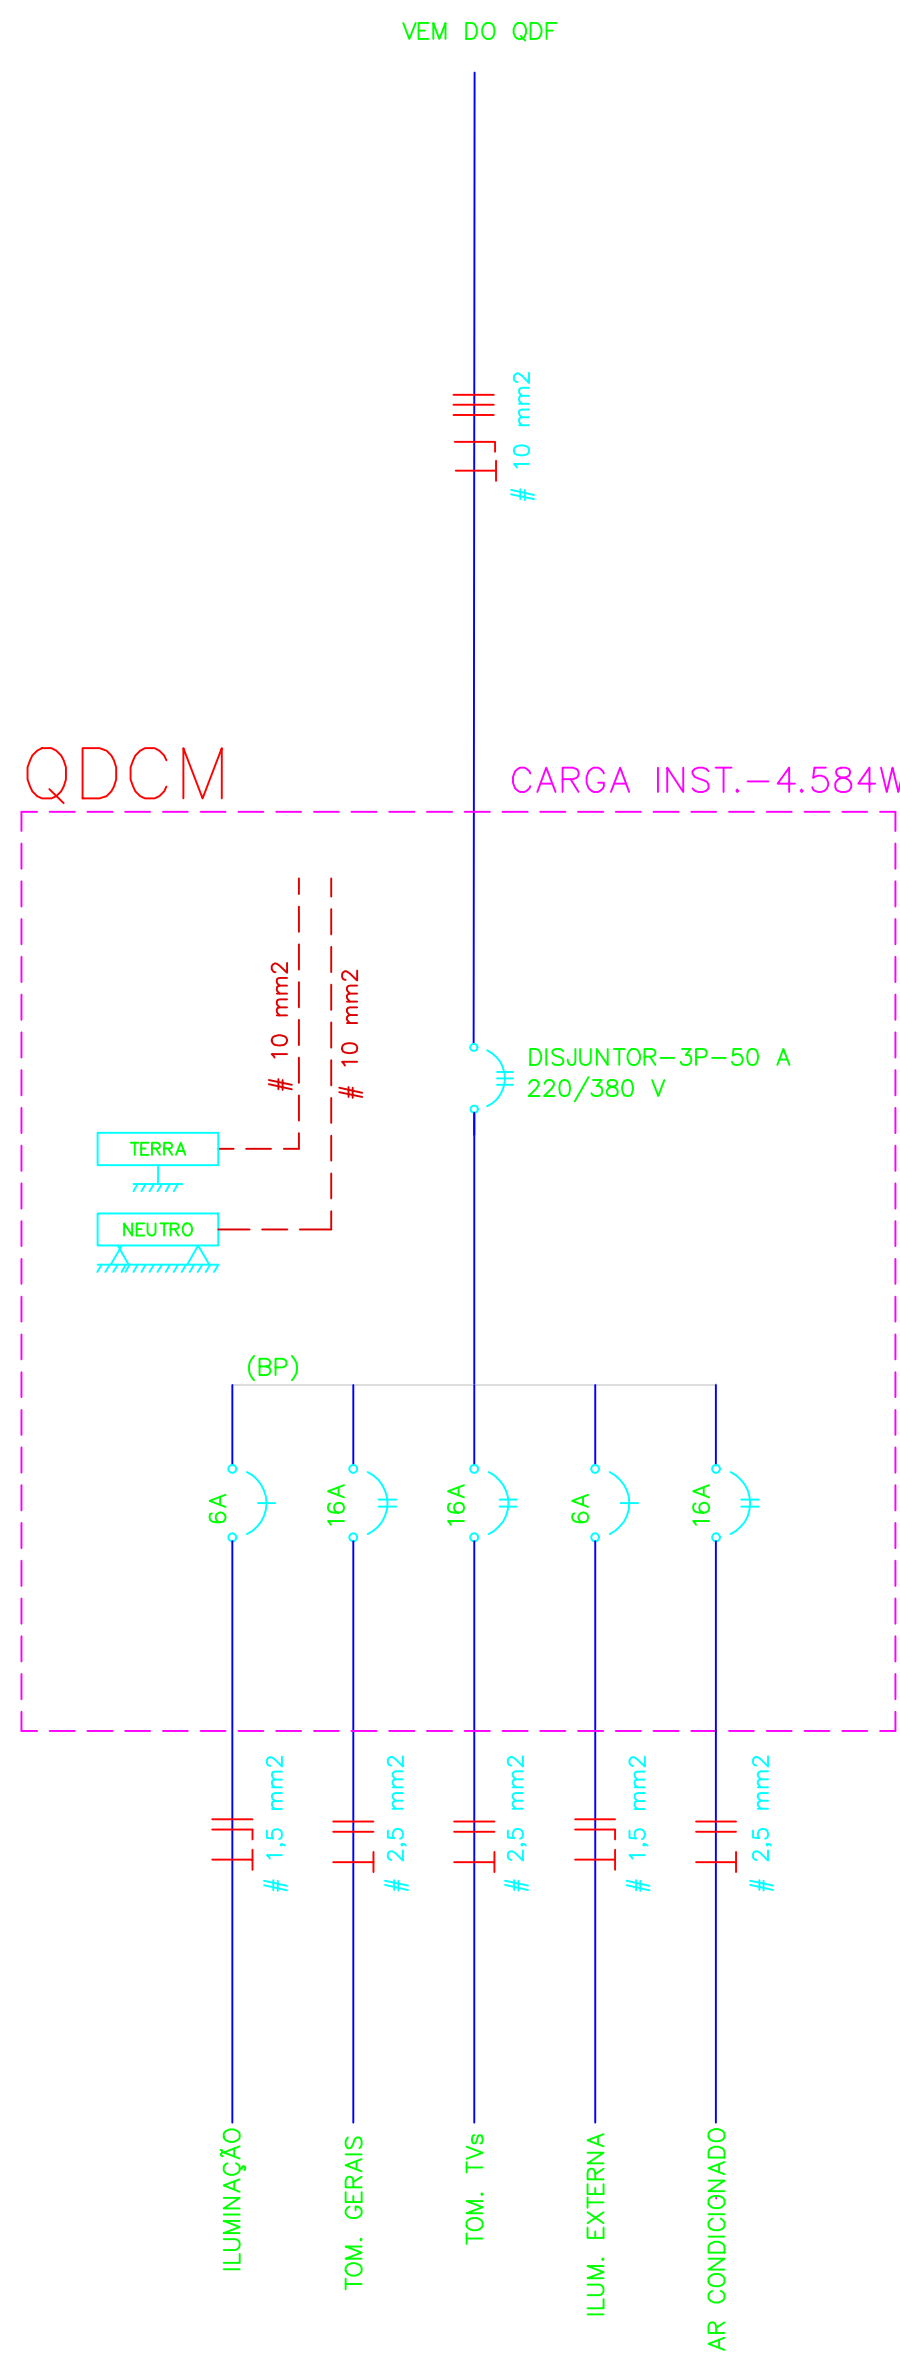 VEM DO QDF
# 10 mm2
QDCM
CARGA INST.-4.584W
# 10 mm2
# 10 mm2
DISJUNTOR-3P-50 A
220/380 V
TERRA
NEUTRO
(BP)
6A
16A
16A
6A
16A
# 1,5 mm2
# 2,5 mm2
# 2,5 mm2
# 1,5 mm2
# 2,5 mm2
ILUMINAÇÃO
TOM. GERAIS
TOM. TVs
ILUM. EXTERNA
AR CONDICIONADO